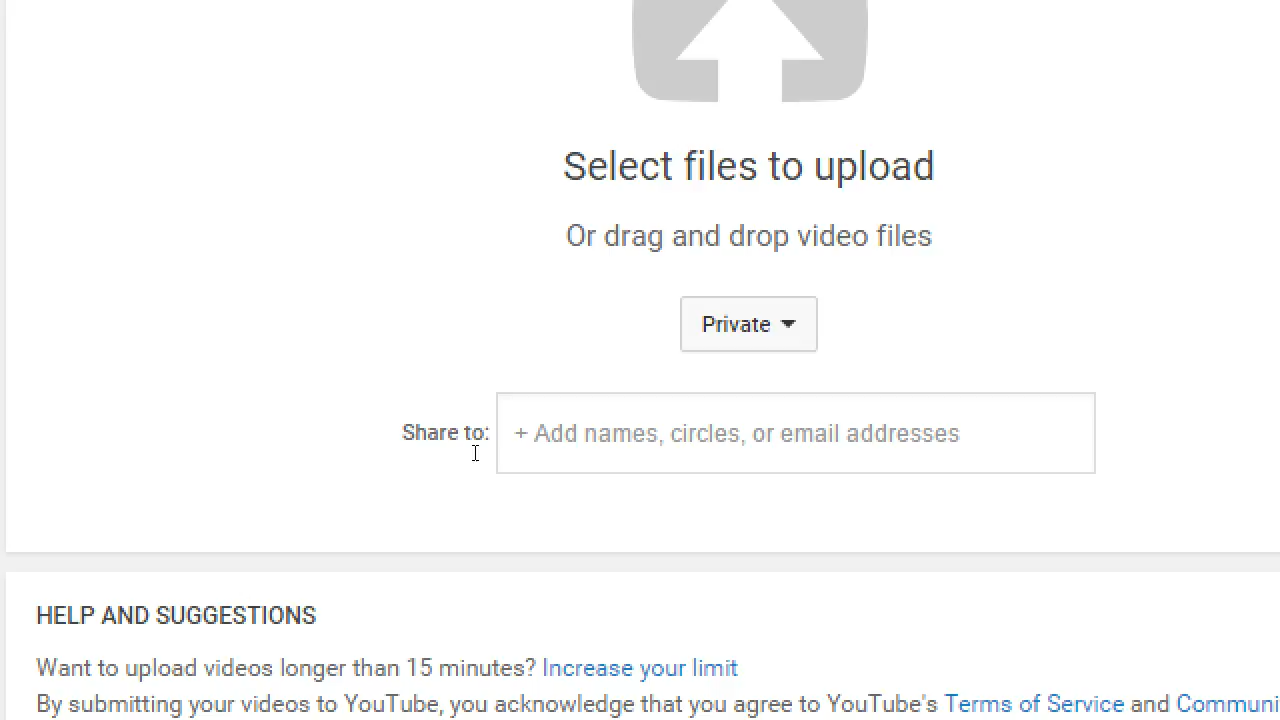 Select files to upload
Or drag and drop video files
Private
Share to: + Add names, circles, or email addresses
HELP AND SUGGESTIONS
Want to upload videos longer than 15 minutes? Increase your limit
By submitting your videos to YouTube, you acknowledge that you agree to YouTube's Terms of Service and Communi